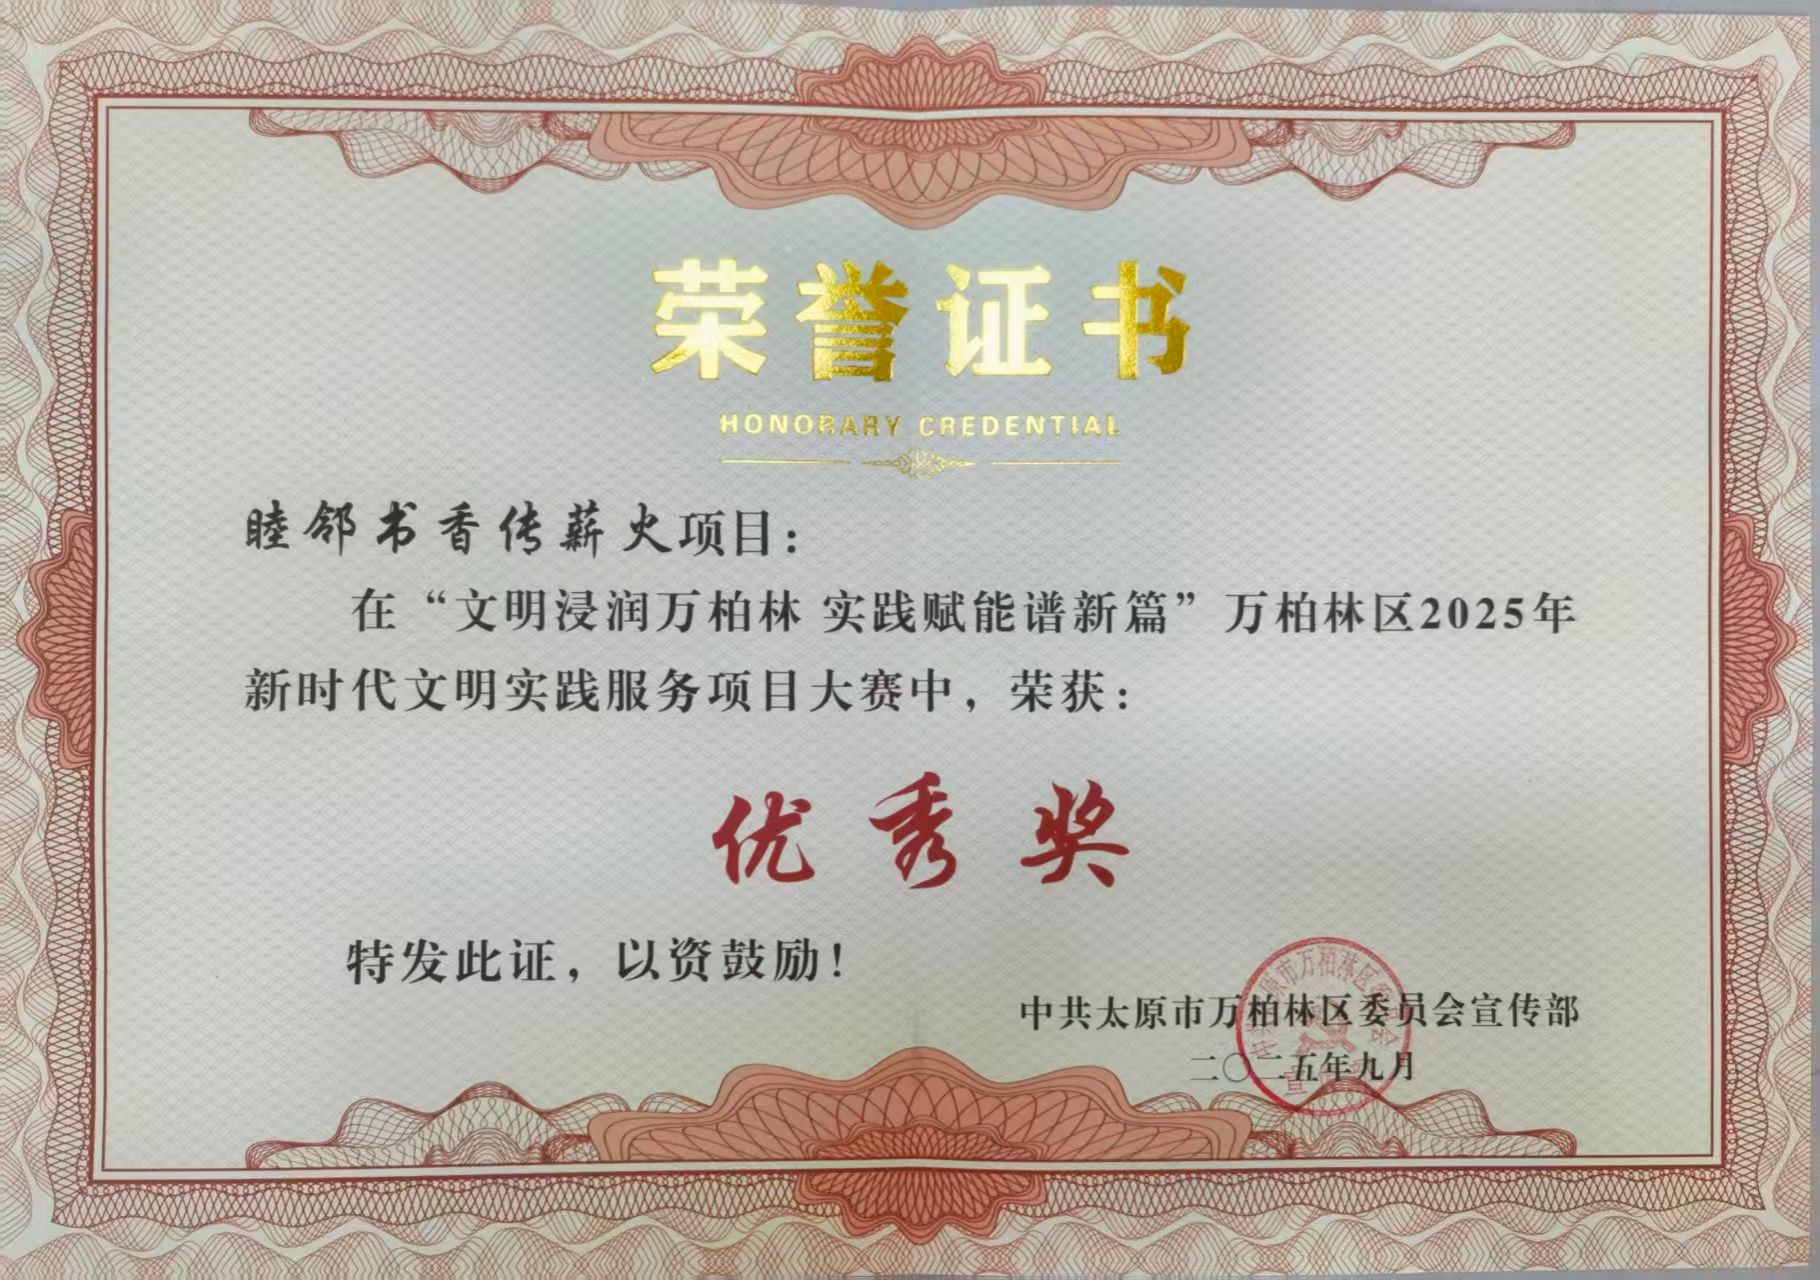 荣誉证书
HONORARY CREDENTIAL
睦邻书香传薪火项目：
在“文明浸润万柏林 实践赋能谱新篇”万柏林区2025年
新时代文明实践服务项目大赛中，荣获：
优秀奖
特发此证，以资鼓励！
中共太原市万柏林区委员会宣传部
二〇二五年九月